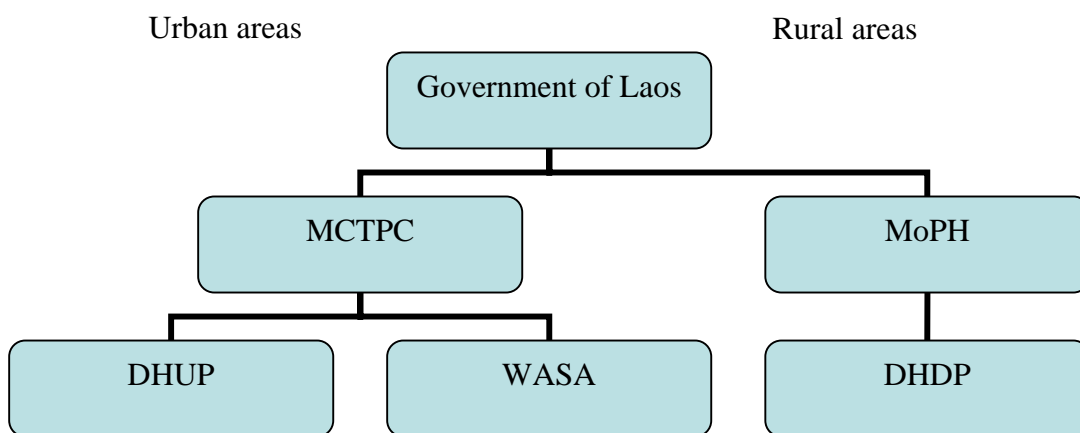 Urban areas
Rural areas
Government of Laos
MCTPC
MoPH
DHUP
WASA
DHDP